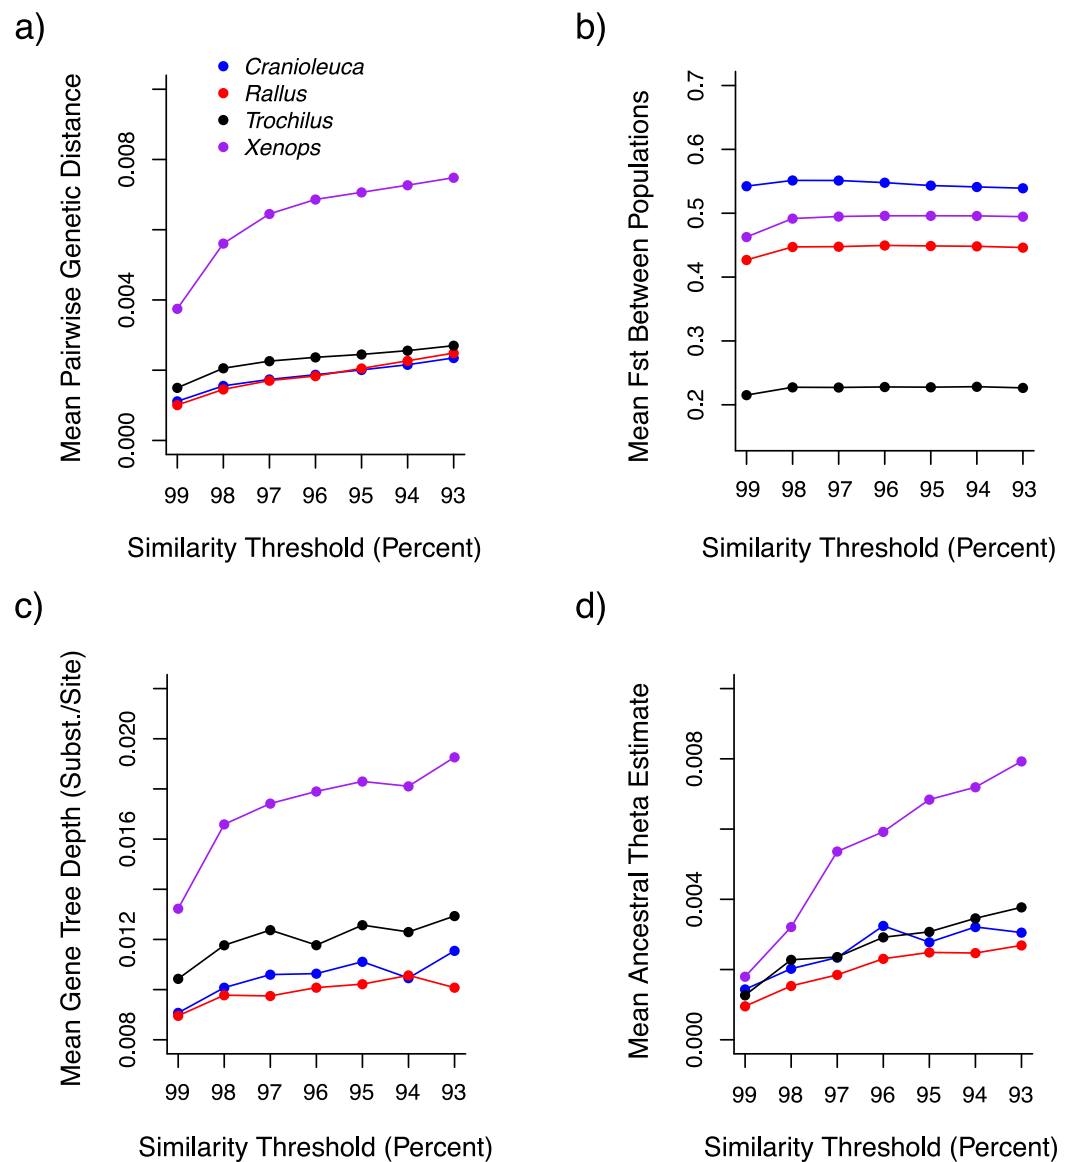 a)
Cranioleuca
Rallus
Trochilus
Xenops
Mean Pairwise Genetic Distance
0.008
0.004
0.000
99 98 97 96 95 94 93
Similarity Threshold (Percent)
b)
Mean Fst Between Populations
0.7
0.6
0.5
0.4
0.3
0.2
99 98 97 96 95 94 93
Similarity Threshold (Percent)
c)
Mean Gene Tree Depth (Subst./Site)
0.020
0.016
0.012
0.008
99 98 97 96 95 94 93
Similarity Threshold (Percent)
d)
Mean Ancestral Theta Estimate
0.008
0.004
0.000
99 98 97 96 95 94 93
Similarity Threshold (Percent)